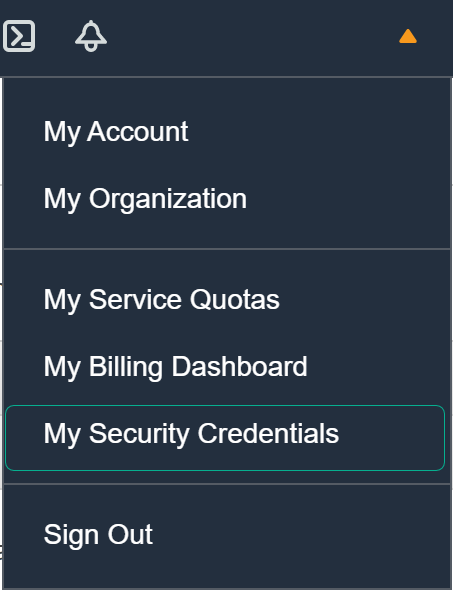 My Account
My Organization
My Service Quotas
My Billing Dashboard
My Security Credentials
Sign Out